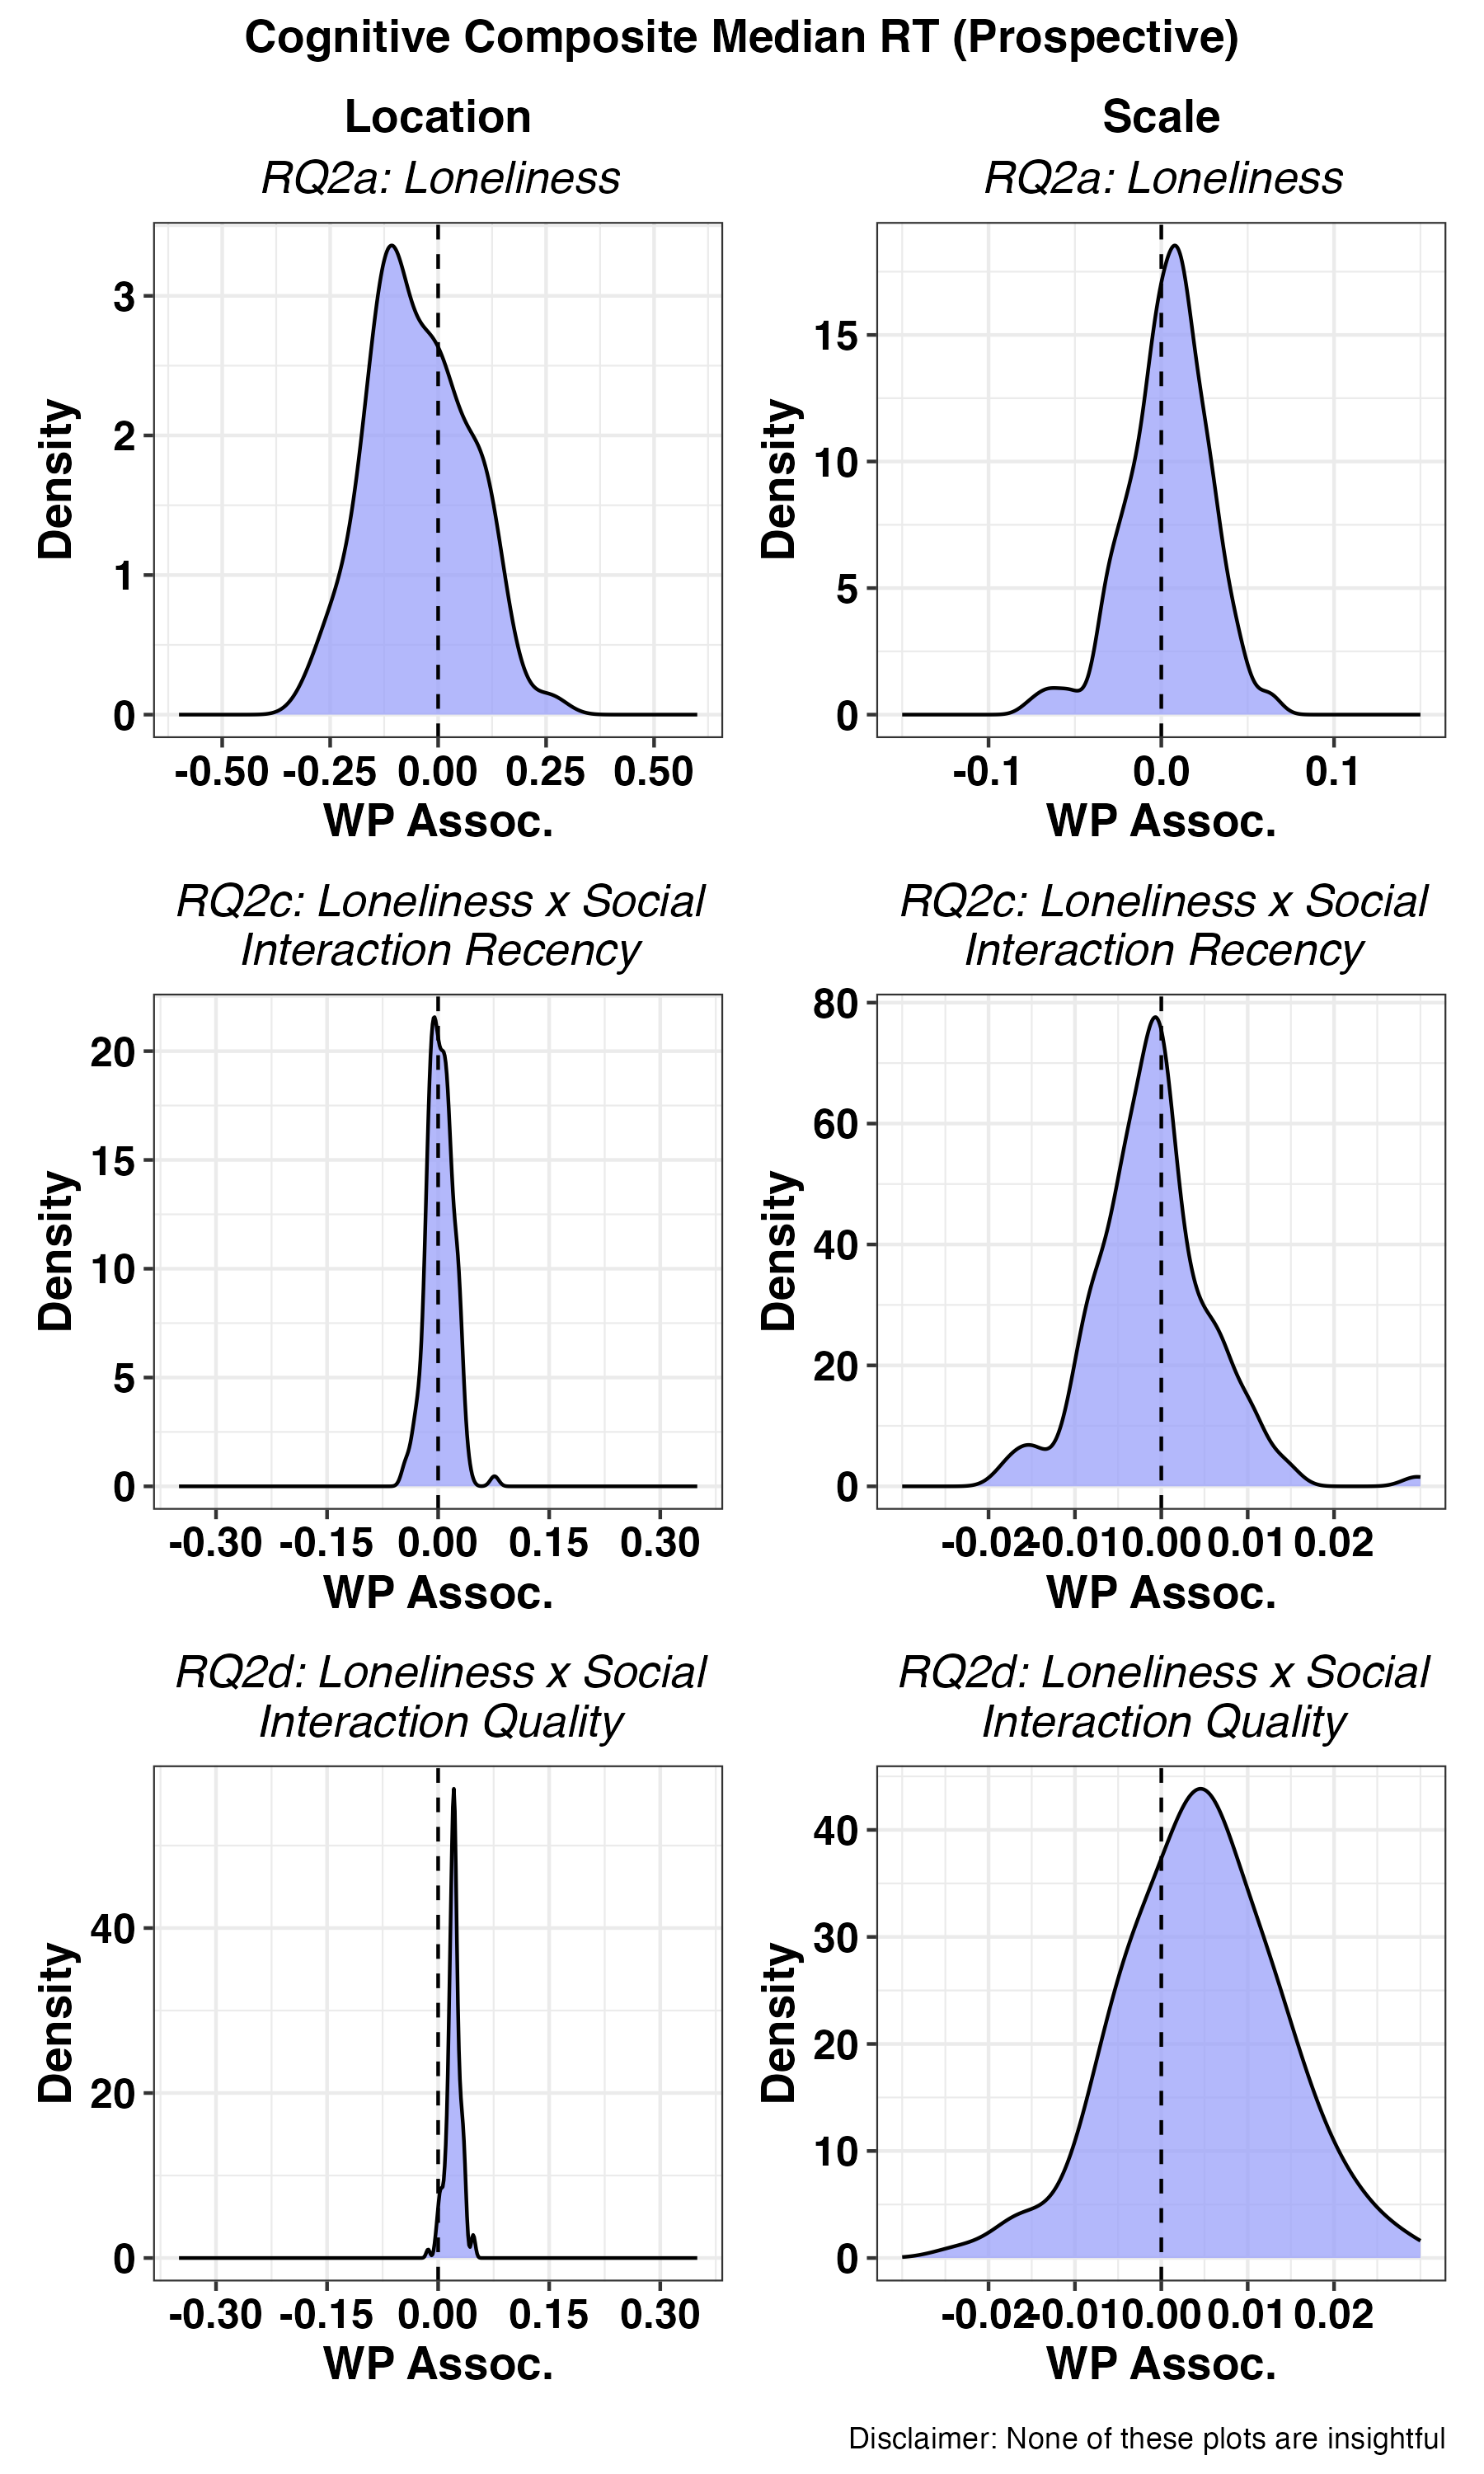 Cognitive Composite Median RT (Prospective)
Location
Scale
RQ2a: Loneliness
RQ2a: Loneliness
Density
3
2
1
0
-0.50 -0.25 0.00 0.25 0.50
WP Assoc.
Density
15
10
5
0
-0.1 0.0 0.1
WP Assoc.
RQ2c: Loneliness x Social
Interaction Recency
RQ2c: Loneliness x Social
Interaction Recency
Density
20
15
10
5
0
-0.30 -0.15 0.00 0.15 0.30
WP Assoc.
Density
80
60
40
20
0
-0.02 -0.01 0.00 0.01 0.02
WP Assoc.
RQ2d: Loneliness x Social
Interaction Quality
RQ2d: Loneliness x Social
Interaction Quality
Density
40
20
0
-0.30 -0.15 0.00 0.15 0.30
WP Assoc.
Density
40
30
20
10
0
-0.02 -0.01 0.00 0.01 0.02
WP Assoc.
Disclaimer: None of these plots are insightful